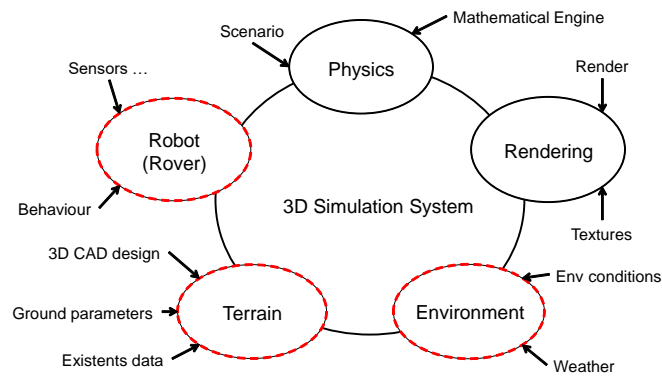 Mathematical Engine
Scenario
Physics
Sensors …
Render
Robot
(Rover)
Rendering
Behaviour
3D Simulation System
Textures
3D CAD design
Env conditions
Ground parameters
Terrain
Environment
Existents data
Weather